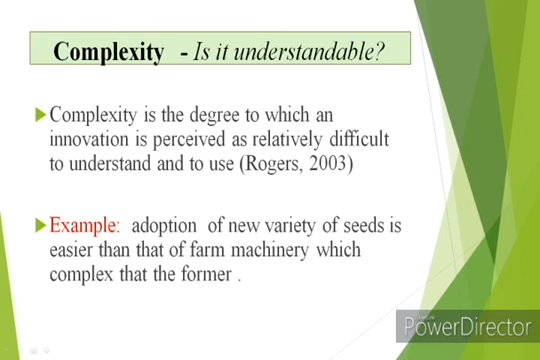 Complexity - Is it understandable?
Complexity is the degree to which an
innovation is perceived as relatively difficult
to understand and to use (Rogers, 2003)
Example: adoption of new variety of seeds is
easier than that of farm machinery which
complex that the former .
PowerDirector